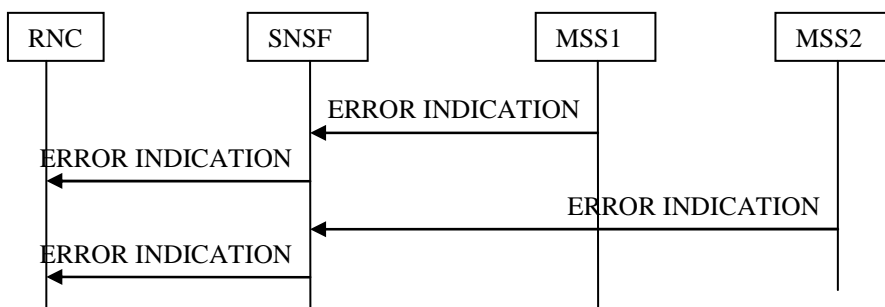 RNC
SNSF
MSS1
MSS2
ERROR INDICATION
ERROR INDICATION
ERROR INDICATION
ERROR INDICATION